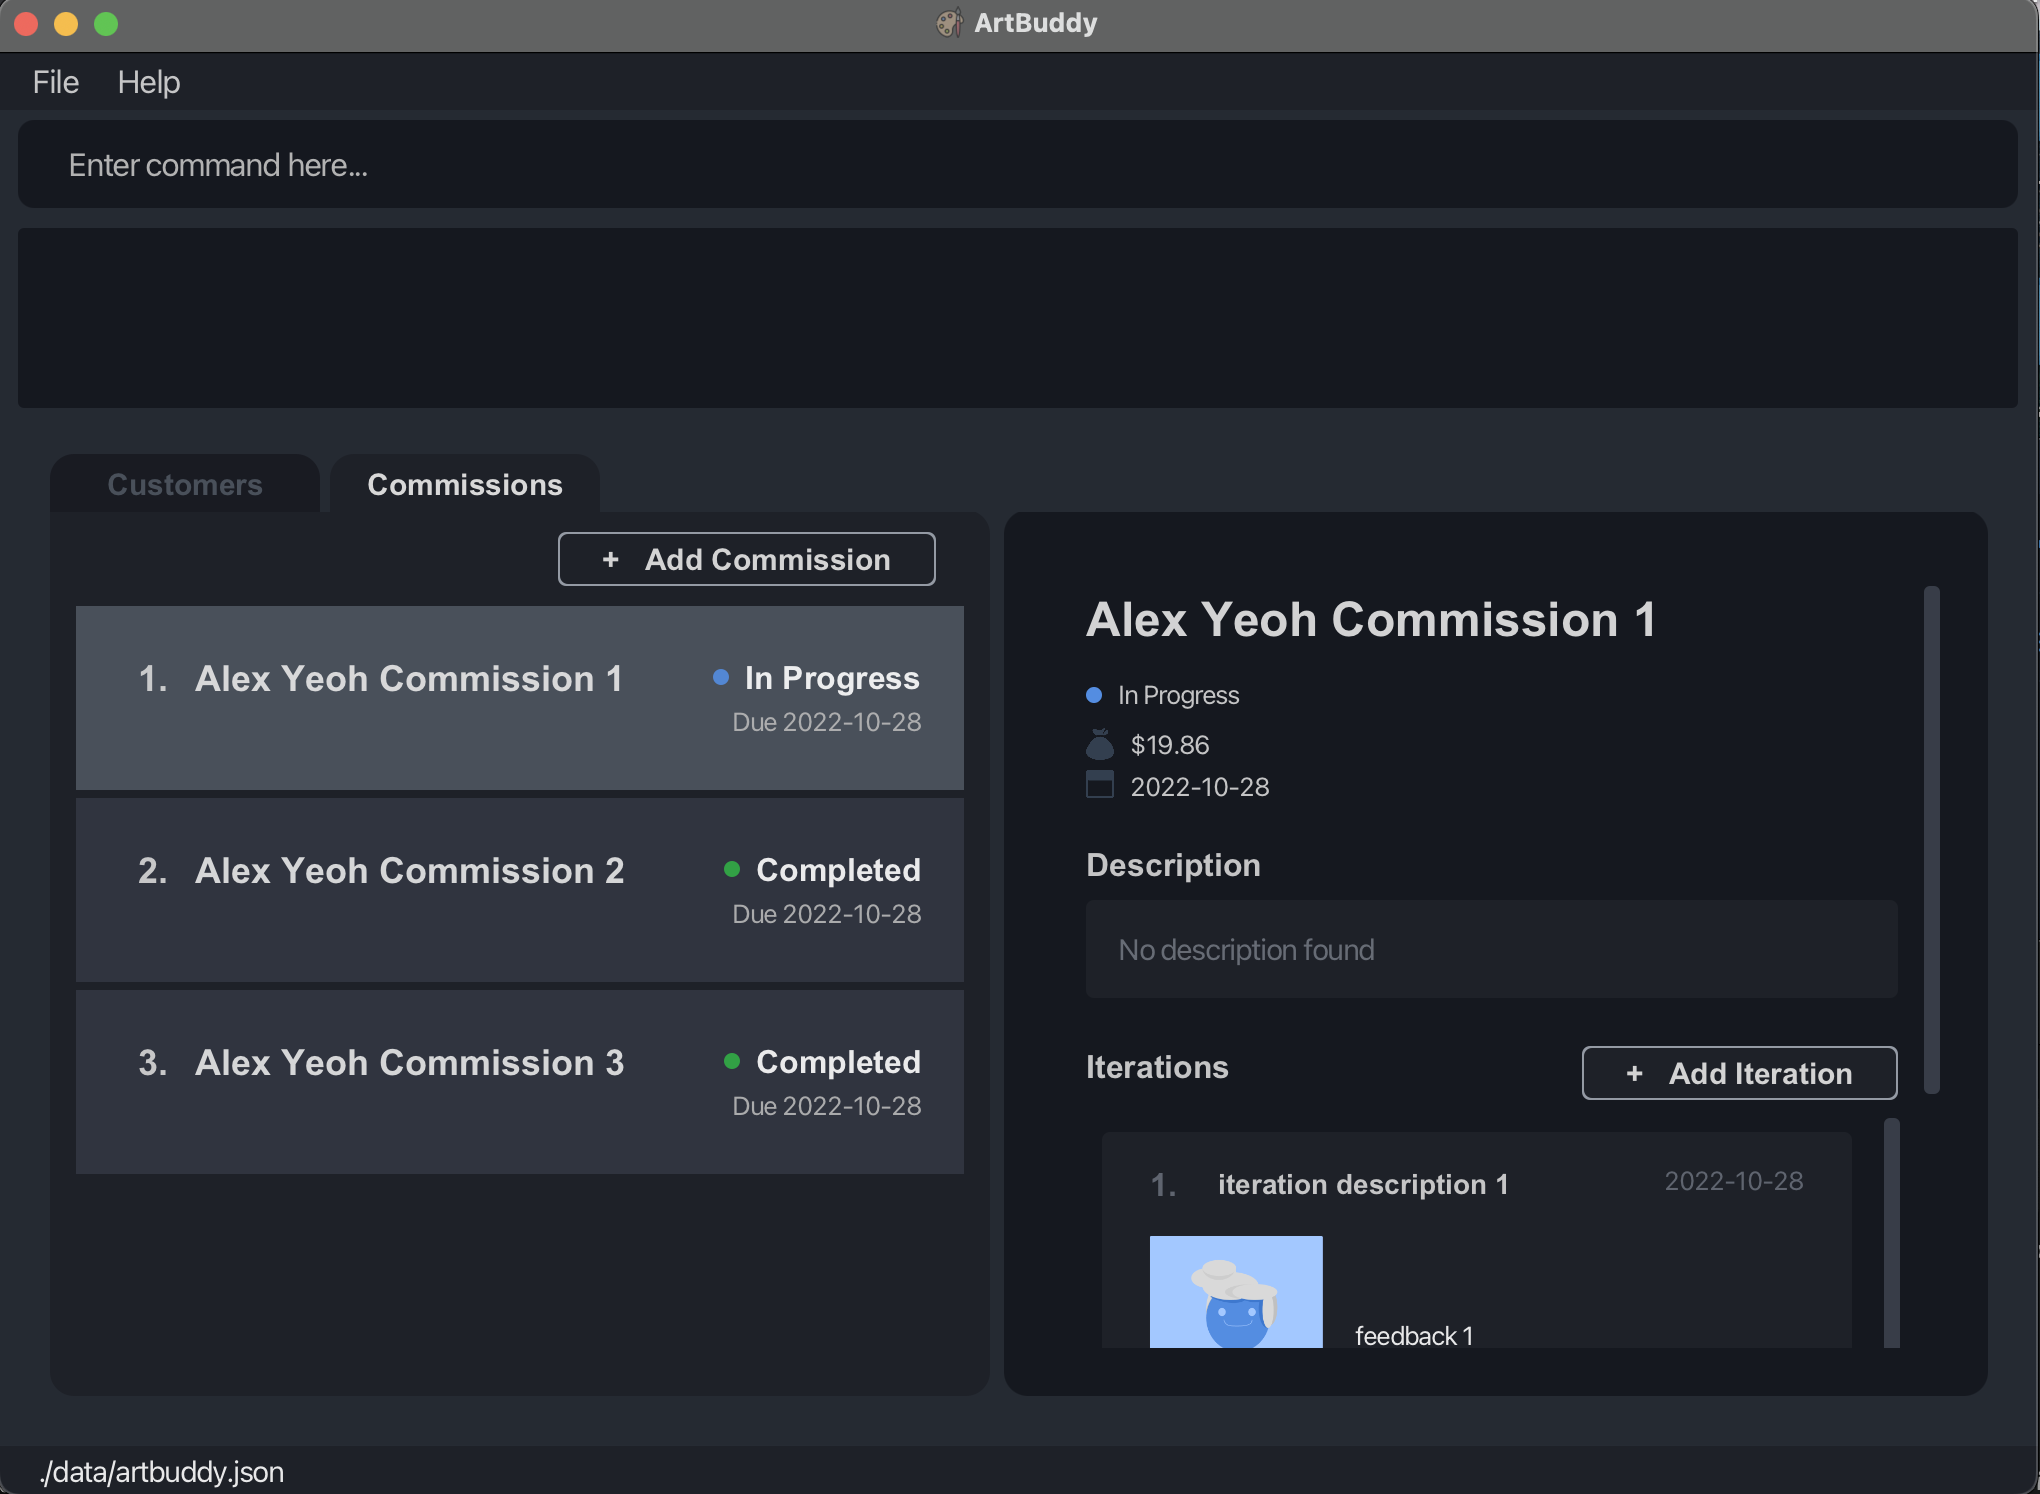 ArtBuddy
File Help
Enter command here...
Customers Commissions
+ Add Commission
1. Alex Yeoh Commission 1 In Progress
Due 2022-10-28
2. Alex Yeoh Commission 2 Completed
Due 2022-10-28
3. Alex Yeoh Commission 3 Completed
Due 2022-10-28
Alex Yeoh Commission 1
In Progress
$19.86
2022-10-28
Description
No description found
Iterations + Add Iteration
1. iteration description 1 2022-10-28
feedback 1
./data/artbuddy.json